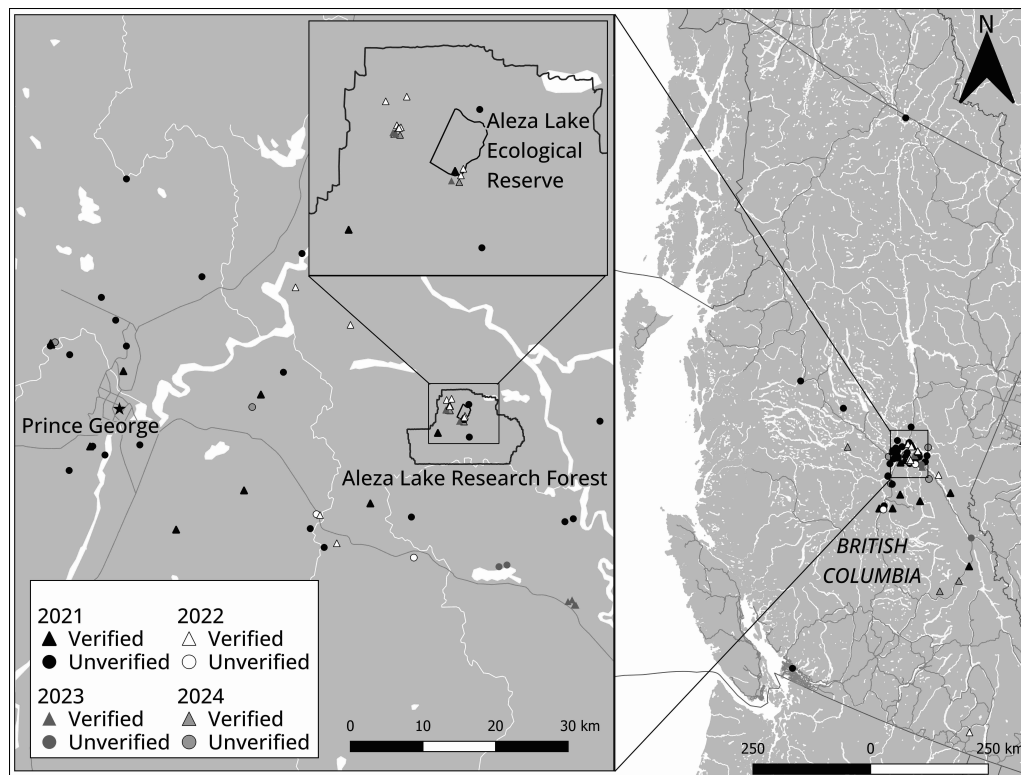 N
Aleza Lake
Ecological
Reserve
Prince George
Aleza Lake Research Forest
BRITISH
COLUMBIA
2021
Verified
Unverified
2022
Verified
Unverified
2023
Verified
Unverified
2024
Verified
Unverified
0 10 20 30 km
250 0 250 km